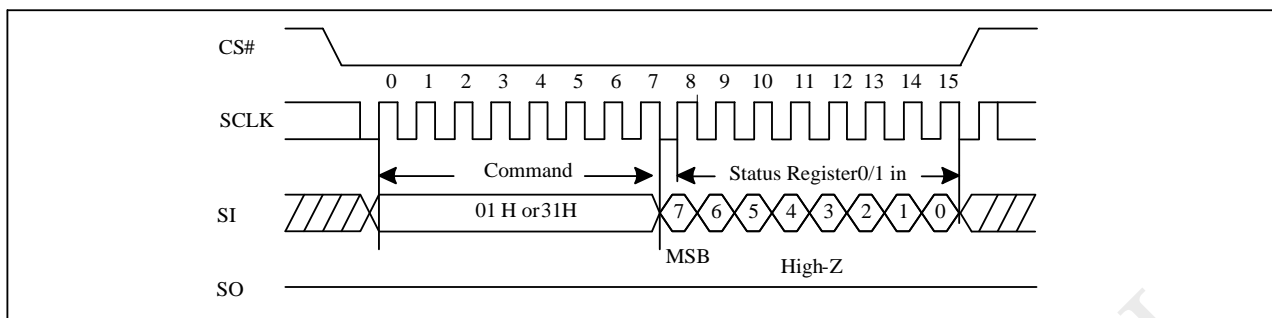 CS#
0 1 2 3 4 5 6 7 8 9 10 11 12 13 14 15
SCLK
Command Status Register0/1 in
SI 01 H or31H 7 6 5 4 3 2 1 0
MSB High-Z
SO